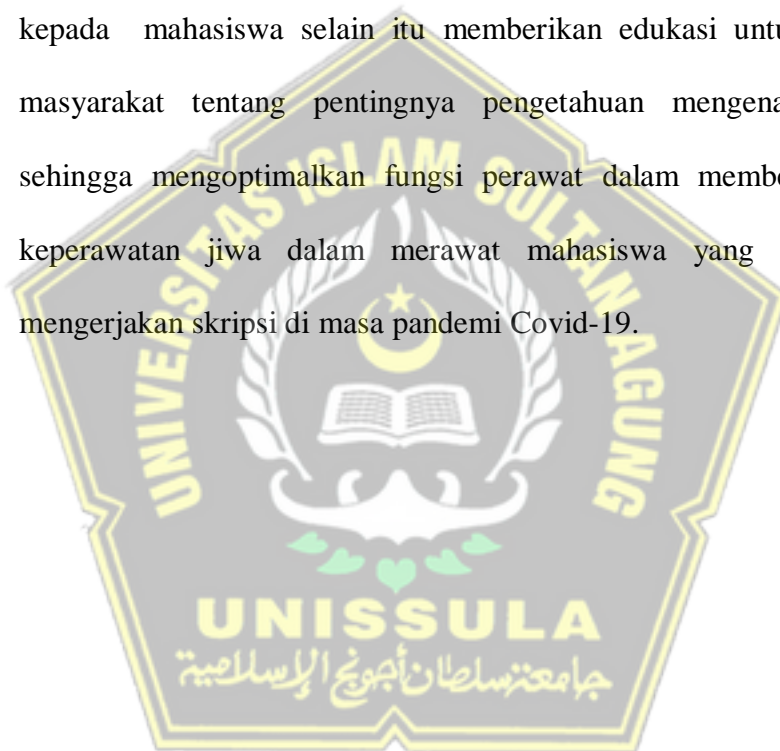 kepada mahasiswa selain itu memberikan edukasi untu
masyarakat tentang pentingnya pengetahuan mengena
sehingga mengoptimalkan fungsi perawat dalam membe
keperawatan jiwa dalam merawat mahasiswa yang
mengerjakan skripsi di masa pandemi Covid-19.
UNIVERSITAS ISLAM SULTAN AGUNG
UNISSULA
جامعة سلطان أجونج الإسلامية